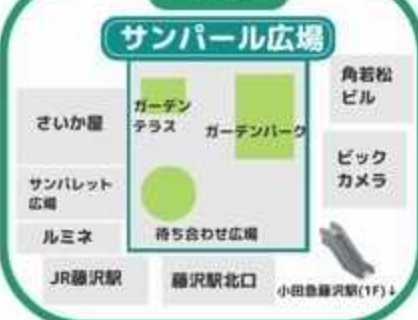 サンパール広場
ガーデン
テラス
ガーデンパーク
待ち合わせ広場
さいか屋
サンパレット
広場
ルミネ
JR藤沢駅
藤沢駅北口
角若松
ビル
ビック
カメラ
小田急藤沢駅(1F)↓